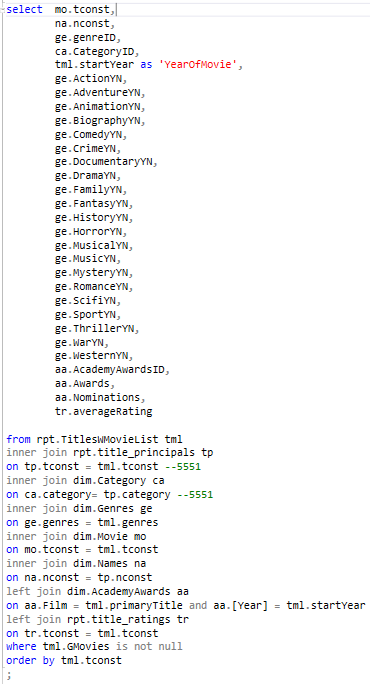 select mo.tconst,
na.nconst,
ge.genreID,
ca.CategoryID,
tml.startYear as 'YearOfMovie',
ge.ActionYN,
ge.AdventureYN,
ge.AnimationYN,
ge.BiographyYN,
ge.ComedyYN,
ge.CrimeYN,
ge.DocumentaryYN,
ge.DramaYN,
ge.FamilyYN,
ge.FantasyYN,
ge.HistoryYN,
ge.HorrorYN,
ge.MusicalYN,
ge.MusicYN,
ge.MysteryYN,
ge.RomanceYN,
ge.ScifiYN,
ge.SportYN,
ge.ThrillerYN,
ge.WarYN,
ge.WesternYN,
aa.AcademyAwardsID,
aa.Awards,
aa.Nominations,
tr.averageRating
from rpt.TitlesWMovieList tml
inner join rpt.title_principals tp
on tp.tconst = tml.tconst --5551
inner join dim.Category ca
on ca.category= tp.category --5551
inner join dim.Genres ge
on ge.genres = tml.genres
inner join dim.Movie mo
on mo.tconst = tml.tconst
inner join dim.Names na
on na.nconst = tp.nconst
left join dim.AcademyAwards aa
on aa.Film = tml.primaryTitle and aa.[Year] = tml.startYear
left join rpt.title_ratings tr
on tr.tconst = tml.tconst
where tml.GMovies is not null
order by tml.tconst
;